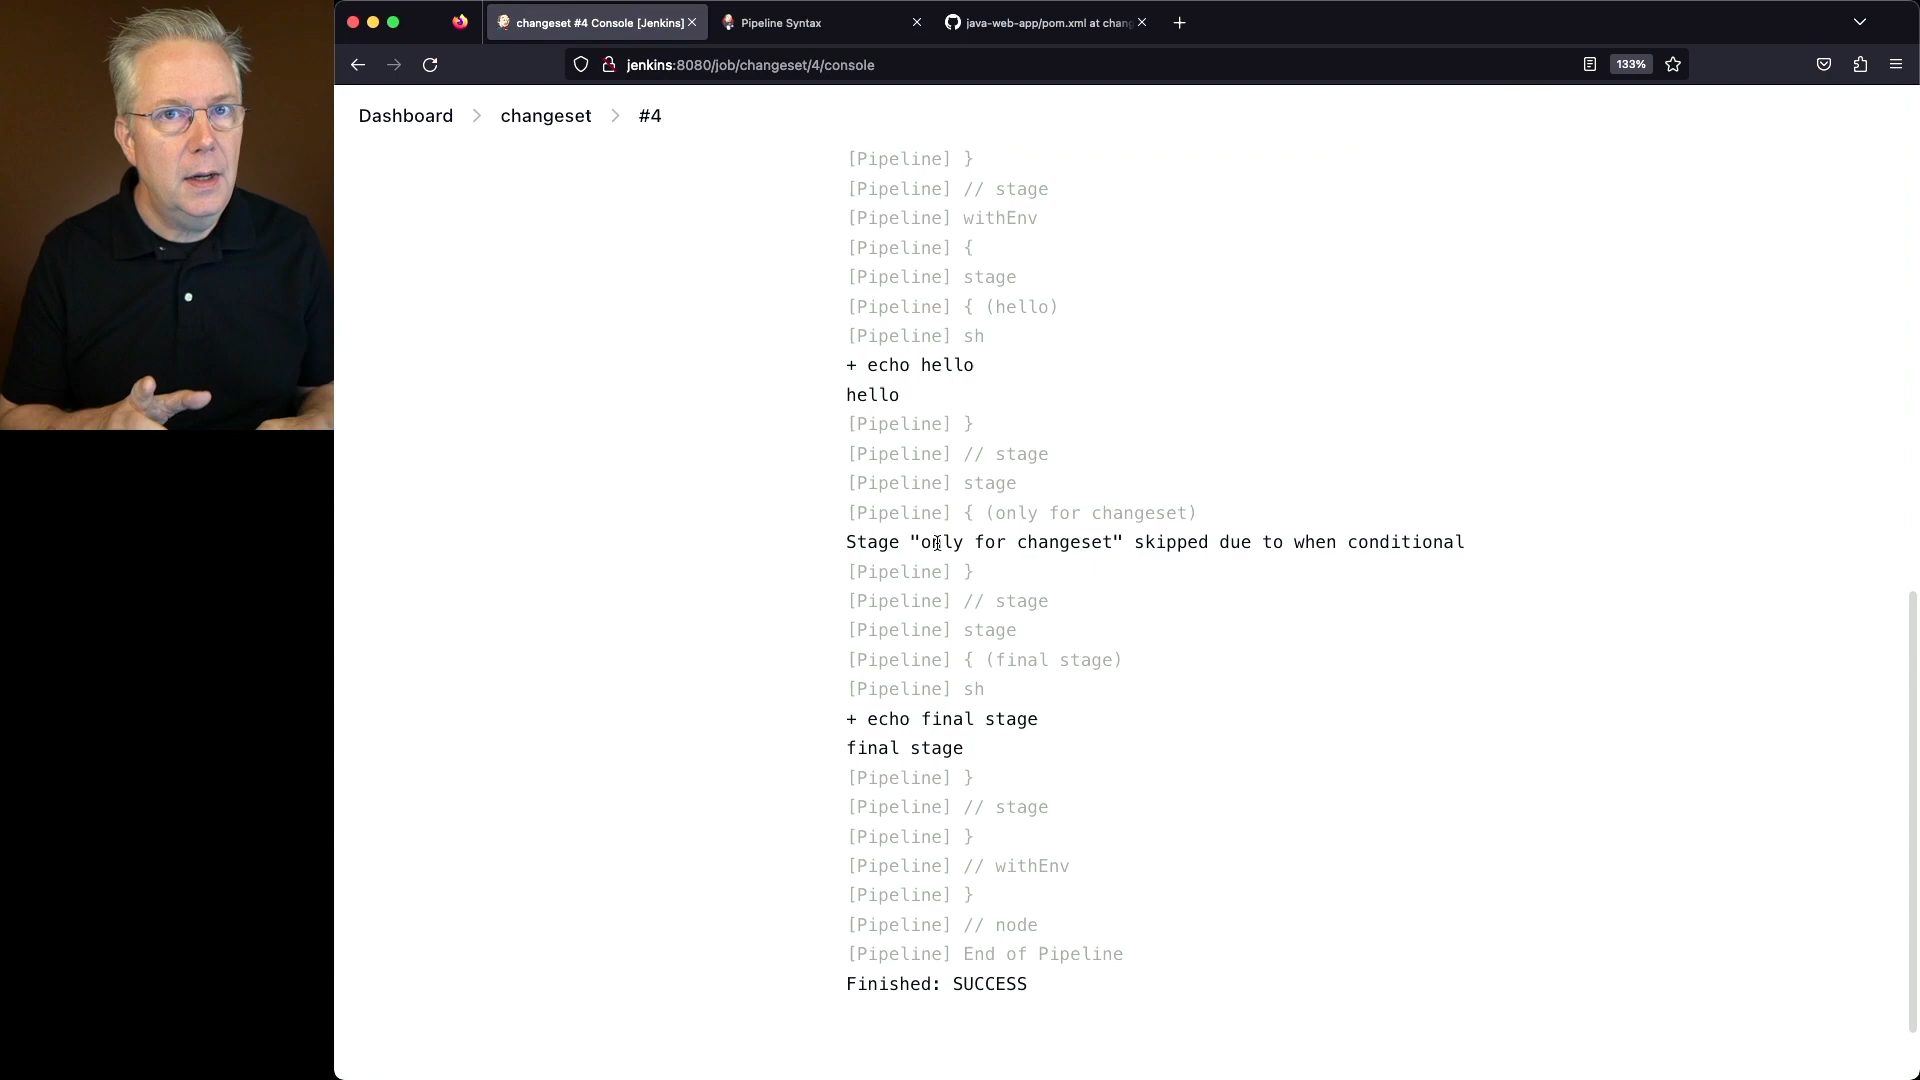 changeset #4 Console [Jenkins]
Pipeline Syntax
java-web-app/pom.xml at chang
jenkins:8080/job/changeset/4/console
133%
Dashboard
changeset
#4
[Pipeline] }
[Pipeline] // stage
[Pipeline] withEnv
[Pipeline] {
[Pipeline] stage
[Pipeline] { (hello)
[Pipeline] sh
+ echo hello
hello
[Pipeline] }
[Pipeline] // stage
[Pipeline] stage
[Pipeline] { (only for changeset)
Stage "only for changeset" skipped due to when conditional
[Pipeline] }
[Pipeline] // stage
[Pipeline] stage
[Pipeline] { (final stage)
[Pipeline] sh
+ echo final stage
final stage
[Pipeline] }
[Pipeline] // stage
[Pipeline] }
[Pipeline] // withEnv
[Pipeline] }
[Pipeline] // node
[Pipeline] End of Pipeline
Finished: SUCCESS